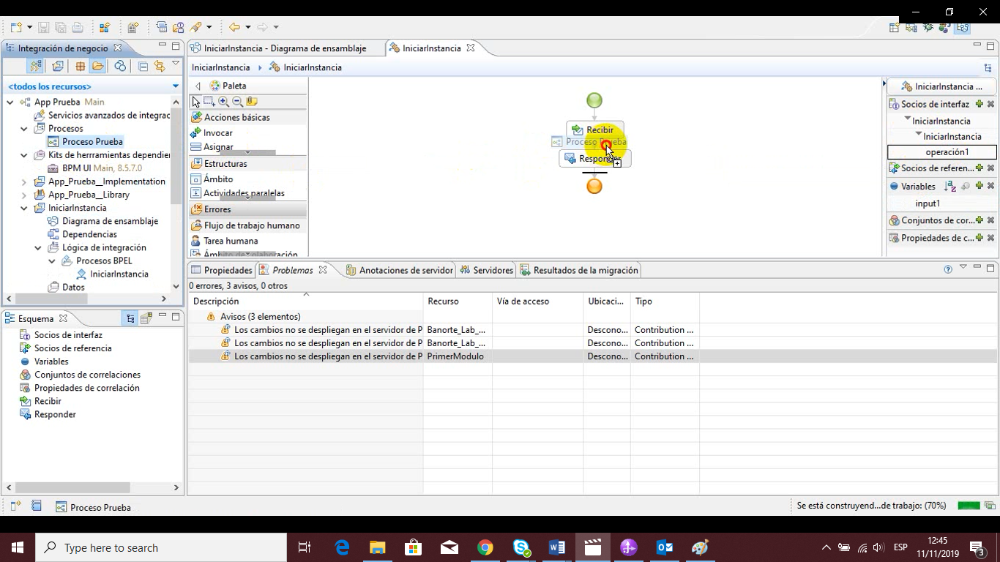 Integración de negocio
<todos los recursos>
App Prueba Main
Servicios avanzados de integrac
Procesos
Proceso Prueba
Kits de herrramientas dependier
BPM UI Main, 8.5.7.0
App_Prueba__Implementation
App_Prueba__Library
IniciarInstancia
Diagrama de ensamblaje
Dependencias
Lógica de integración
Procesos BPEL
IniciarInstancia
Datos
Esquema
Socios de interfaz
Socios de referencia
Variables
Conjuntos de correlaciones
Propiedades de correlación
Recibir
Responder
IniciarInstancia - Diagrama de ensamblaje
IniciarInstancia
IniciarInstancia
IniciarInstancia
Paleta
Acciones básicas
Invocar
Asignar
Estructuras
Ámbito
Actividades paralelas
Errores
Flujo de trabajo humano
Tarea humana
Recibir
Proceso Prueba
Responder
IniciarInstancia ...
Socios de interfaz
IniciarInstancia
IniciarInstancia
operación1
Socios de referen...
Variables
input1
Conjuntos de cor...
Propiedades de c...
Propiedades
Problemas
Anotaciones de servidor
Servidores
Resultados de la migración
0 errores, 3 avisos, 0 otros
Descripción Recurso Vía de acceso Ubicaci... Tipo
Avisos (3 elementos)
Los cambios no se despliegan en el servidor de P Banorte_Lab_... Descono... Contribution ...
Los cambios no se despliegan en el servidor de P Banorte_Lab_... Descono... Contribution ...
Los cambios no se despliegan en el servidor de P PrimerModulo Descono... Contribution ...
Proceso Prueba
Se está construyend...de trabajo: (70%)
Type here to search
ESP
12:45
11/11/2019
3